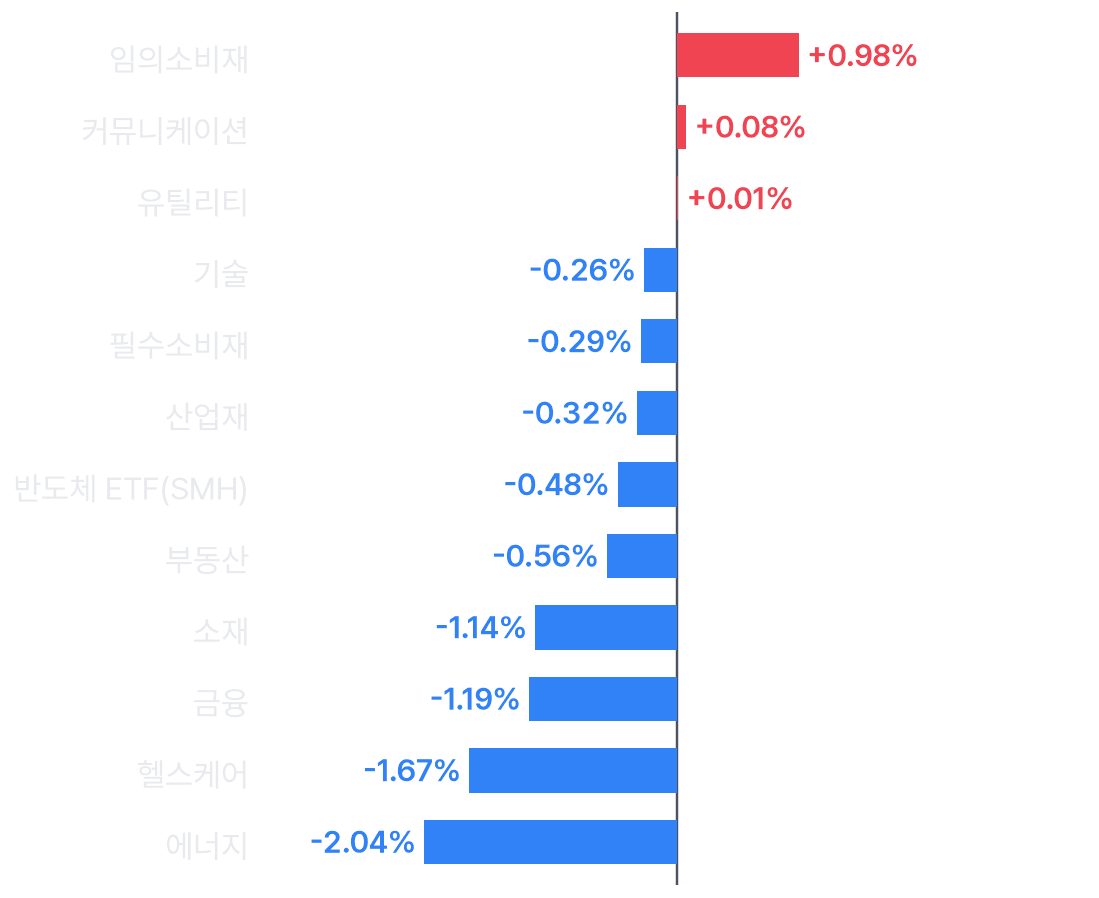 임의소비재 +0.98%
커뮤니케이션 +0.08%
유틸리티 +0.01%
기술 -0.26%
필수소비재 -0.29%
산업재 -0.32%
반도체 ETF(SMH) -0.48%
부동산 -0.56%
소재 -1.14%
금융 -1.19%
헬스케어 -1.67%
에너지 -2.04%